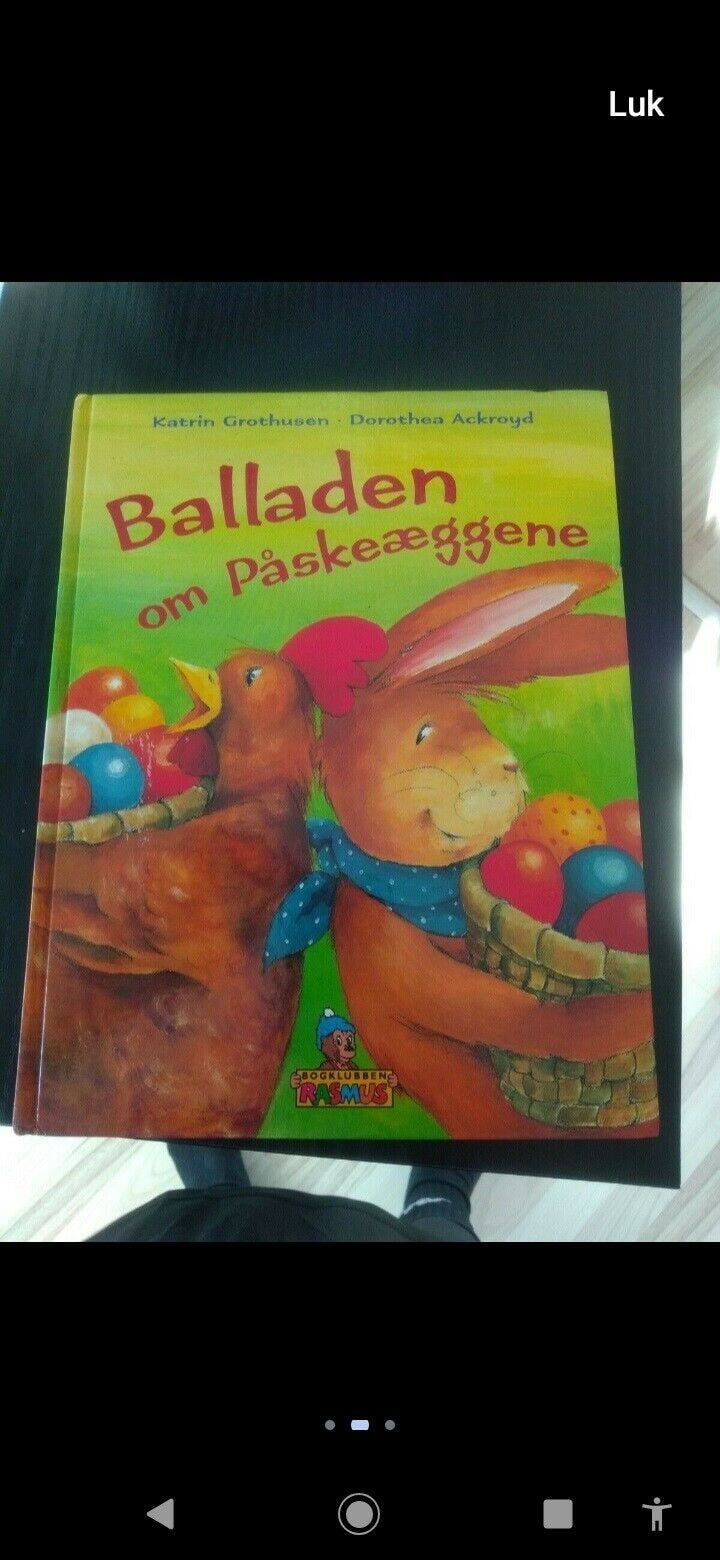 Luk
Katrin Grothusen · Dorothea Ackroyd
Balladen
om Påskeæggene
BOGKLUBBEN
RASMUS